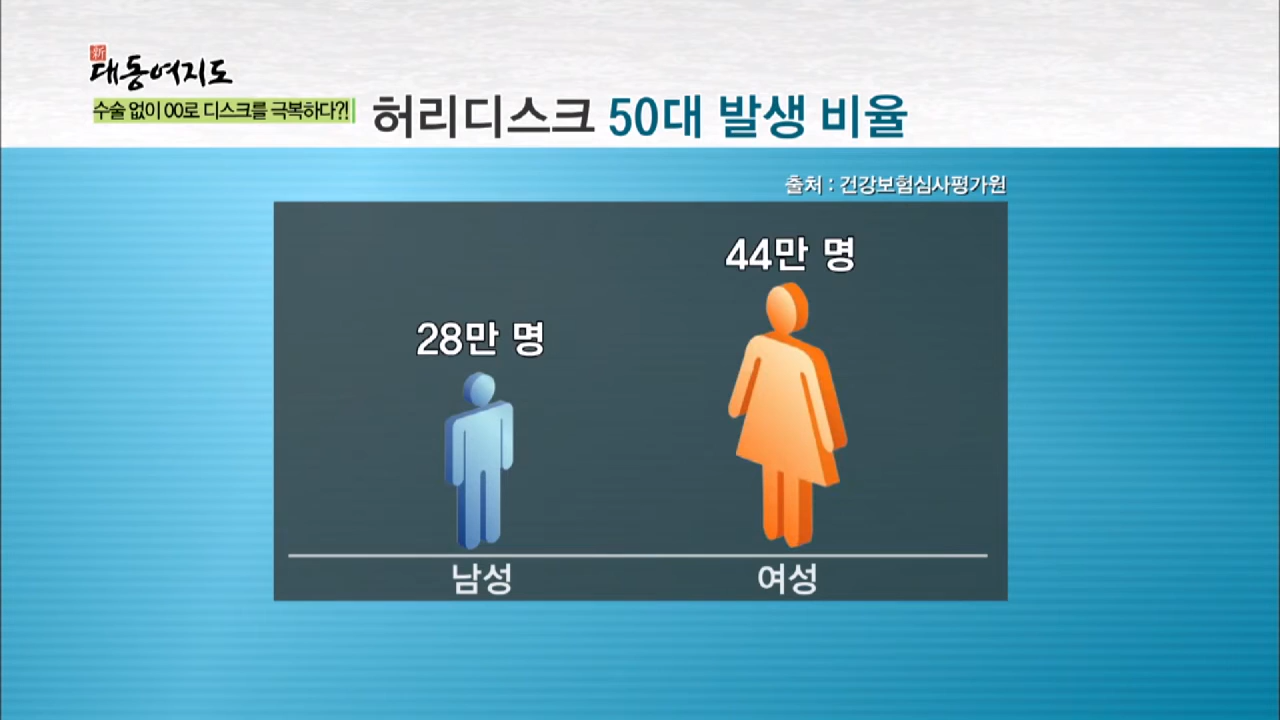 新
대동여지도
수술 없이 00로 디스크를 극복하다?!
허리디스크 50대 발생 비율
출처 : 건강보험심사평가원
44만 명
28만 명
남성 여성